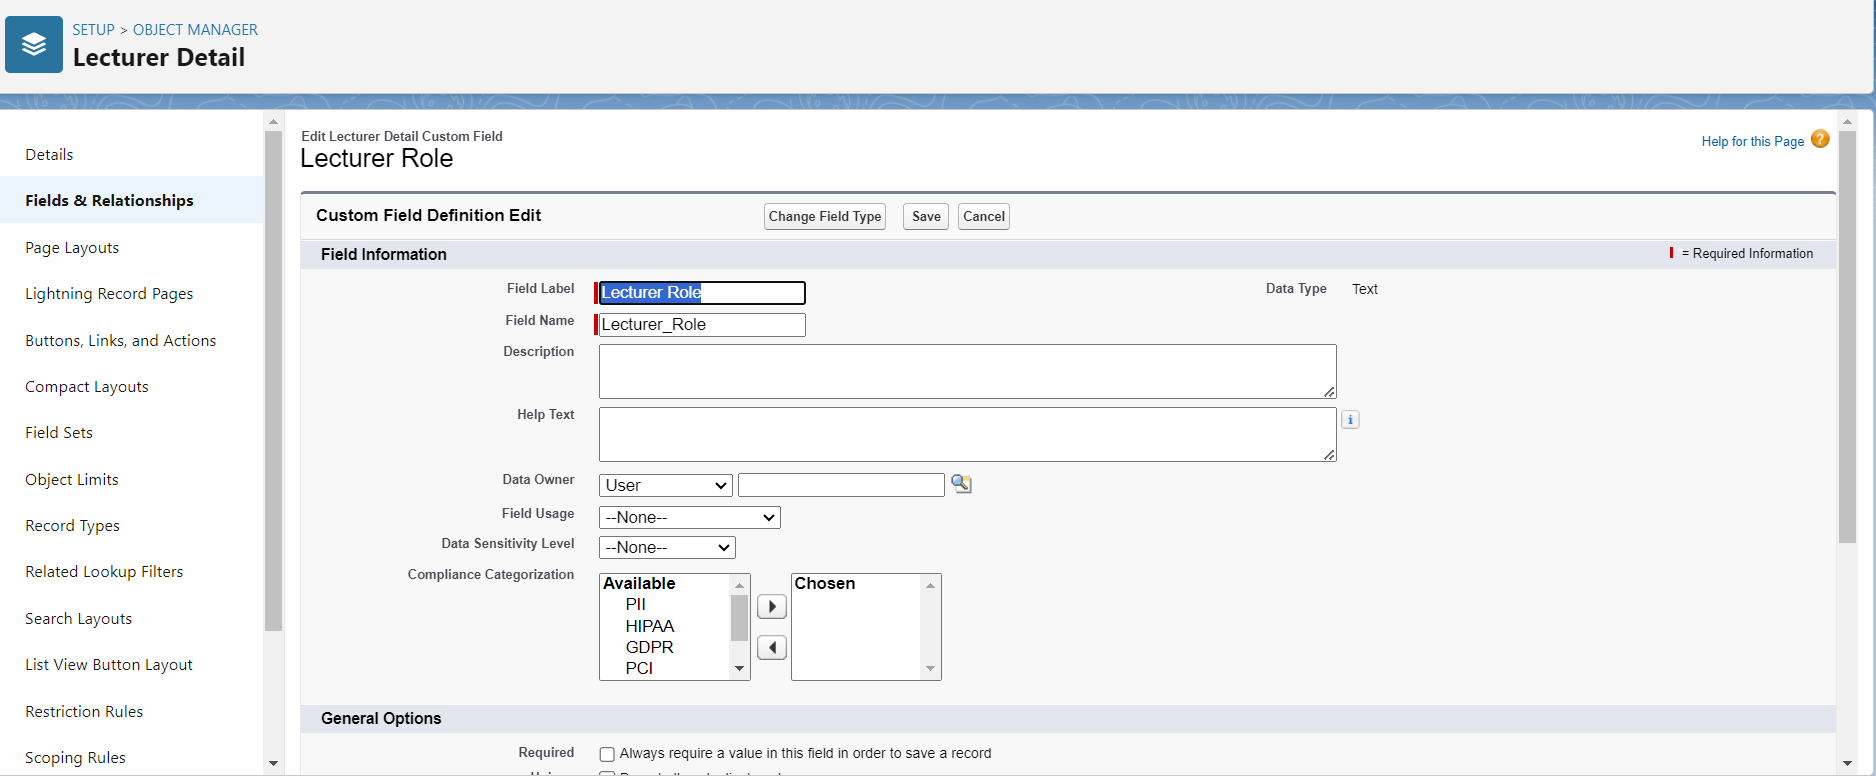 SETUP > OBJECT MANAGER
Lecturer Detail
Details
Fields & Relationships
Page Layouts
Lightning Record Pages
Buttons, Links, and Actions
Compact Layouts
Field Sets
Object Limits
Record Types
Related Lookup Filters
Search Layouts
List View Button Layout
Restriction Rules
Scoping Rules
Edit Lecturer Detail Custom Field
Lecturer Role
Help for this Page ?
Custom Field Definition Edit
Change Field Type Save Cancel
Field Information
= Required Information
Field Label Lecturer Role
Data Type Text
Field Name Lecturer_Role
Description
Help Text
i
Data Owner User
Field Usage --None--
Data Sensitivity Level --None--
Compliance Categorization
Available
PII
HIPAA
GDPR
PCI
Chosen
General Options
Required Always require a value in this field in order to save a record